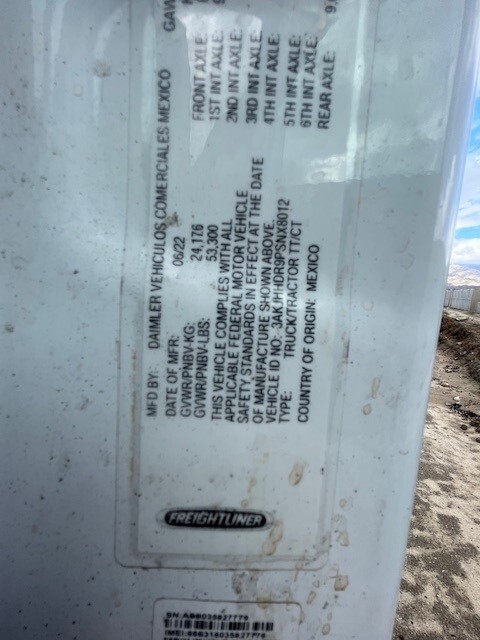 MFD BY: DAIMLER VEHICULOS COMERCIALES MEXICO
DATE OF MFR: 06/22
GVWR/PNBV-KG: 24,176
GVWR/PNBV-LBS: 53,300
THIS VEHICLE COMPLIES WITH ALL
APPLICABLE FEDERAL MOTOR VEHICLE
SAFETY STANDARDS IN EFFECT AT THE DATE
OF MANUFACTURE SHOWN ABOVE.
VEHICLE ID NO: 3AKJHHDR9PSNX8012
TYPE: TRUCK/TRACTOR TT/CT
COUNTRY OF ORIGIN: MEXICO
FRONT AXLE:
1ST INT AXLE:
2ND INT AXLE:
3RD INT AXLE:
4TH INT AXLE:
5TH INT AXLE:
6TH INT AXLE:
REAR AXLE:
FREIGHTLINER